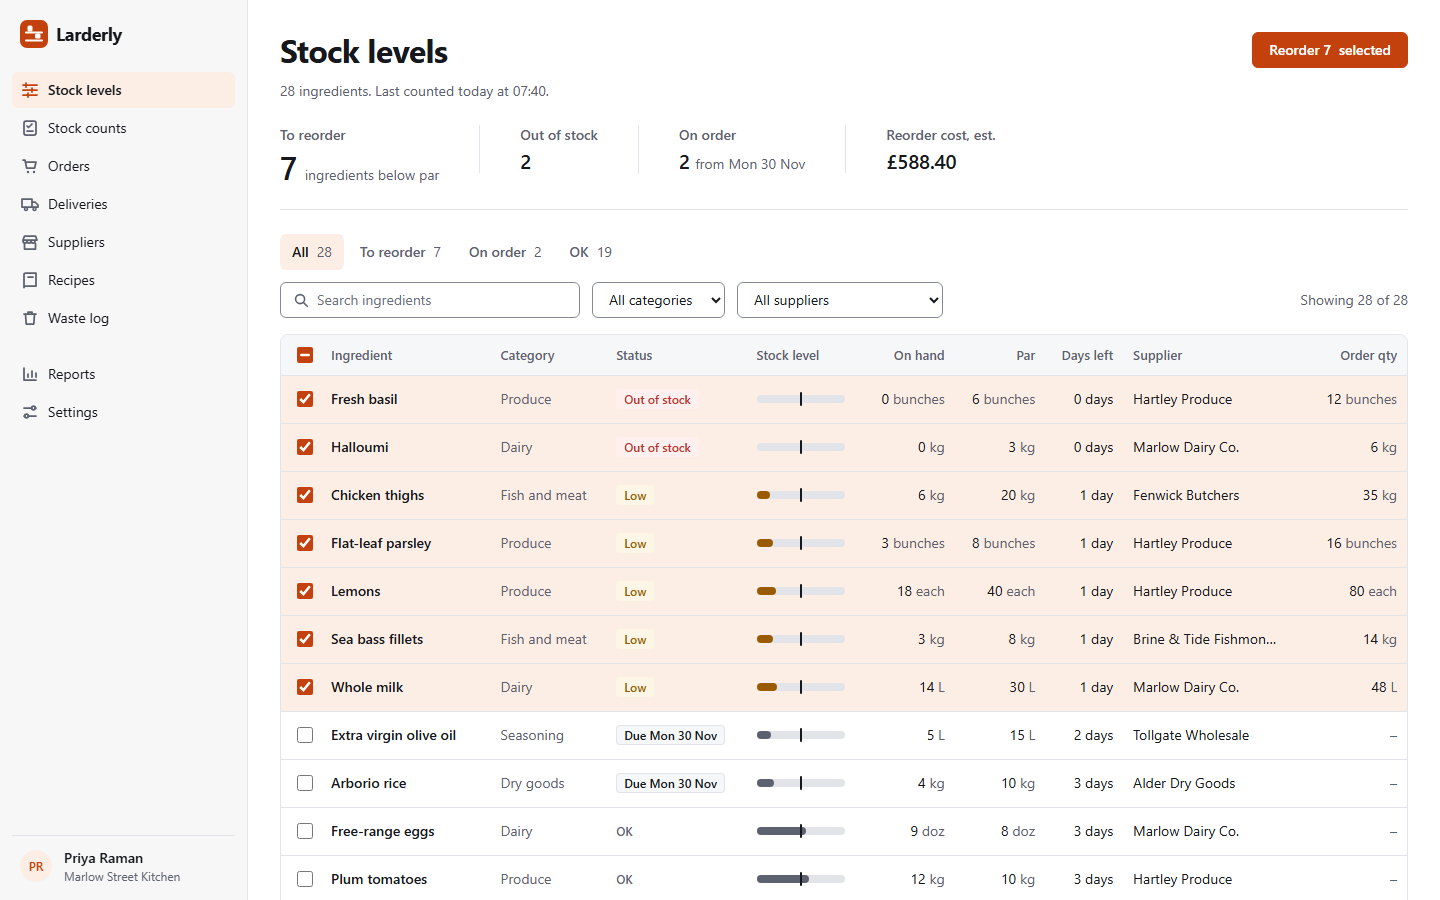 Larderly
Stock levels
Stock counts
Orders
Deliveries
Suppliers
Recipes
Waste log
Reports
Settings
PR
Priya Raman
Marlow Street Kitchen
Stock levels
Reorder 7 selected
28 ingredients. Last counted today at 07:40.
To reorder
7 ingredients below par
Out of stock
2
On order
2 from Mon 30 Nov
Reorder cost, est.
£588.40
All 28 To reorder 7 On order 2 OK 19
Search ingredients All categories All suppliers Showing 28 of 28
Ingredient Category Status Stock level On hand Par Days left Supplier Order qty
Fresh basil Produce Out of stock 0 bunches 6 bunches 0 days Hartley Produce 12 bunches
Halloumi Dairy Out of stock 0 kg 3 kg 0 days Marlow Dairy Co. 6 kg
Chicken thighs Fish and meat Low 6 kg 20 kg 1 day Fenwick Butchers 35 kg
Flat-leaf parsley Produce Low 3 bunches 8 bunches 1 day Hartley Produce 16 bunches
Lemons Produce Low 18 each 40 each 1 day Hartley Produce 80 each
Sea bass fillets Fish and meat Low 3 kg 8 kg 1 day Brine & Tide Fishmon... 14 kg
Whole milk Dairy Low 14 L 30 L 1 day Marlow Dairy Co. 48 L
Extra virgin olive oil Seasoning Due Mon 30 Nov 5 L 15 L 2 days Tollgate Wholesale –
Arborio rice Dry goods Due Mon 30 Nov 4 kg 10 kg 3 days Alder Dry Goods –
Free-range eggs Dairy OK 9 doz 8 doz 3 days Marlow Dairy Co. –
Plum tomatoes Produce OK 12 kg 10 kg 3 days Hartley Produce –